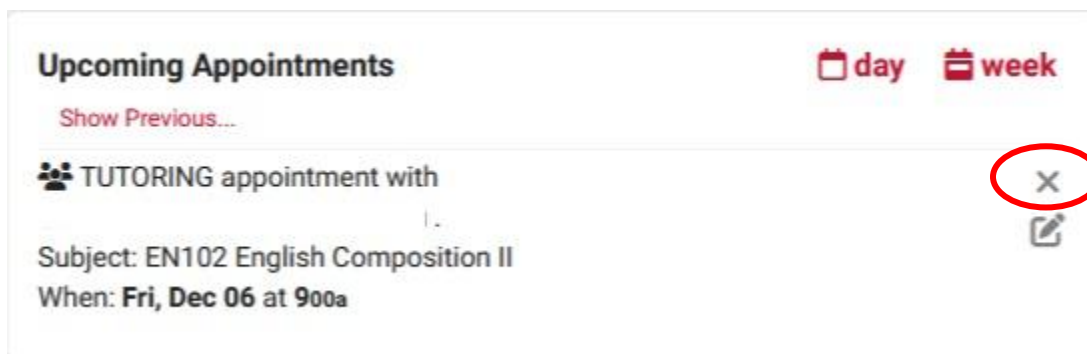 Upcoming Appointments day week
Show Previous...
TUTORING appointment with
Subject: EN102 English Composition II
When: Fri, Dec 06 at 900a